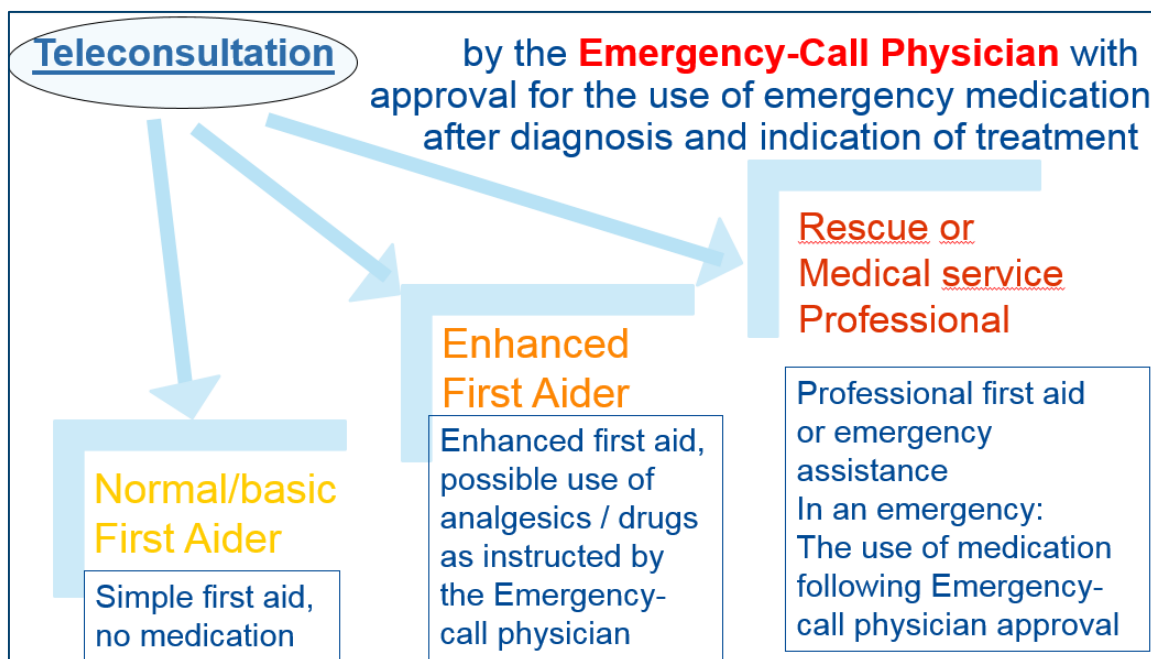 Teleconsultation
by the Emergency-Call Physician with
approval for the use of emergency medication
after diagnosis and indication of treatment
Rescue or
Medical service
Professional
Professional first aid
or emergency
assistance
In an emergency:
The use of medication
following Emergency-
call physician approval
Enhanced
First Aider
Enhanced first aid,
possible use of
analgesics / drugs
as instructed by
the Emergency-
call physician
Normal/basic
First Aider
Simple first aid,
no medication